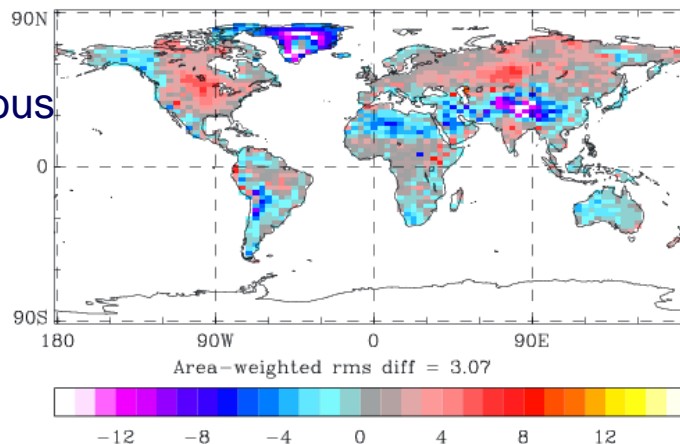 90N
ous
0
90S
180 90W 0 90E
Area-weighted rms diff = 3.07
-12 -8 -4 0 4 8 12